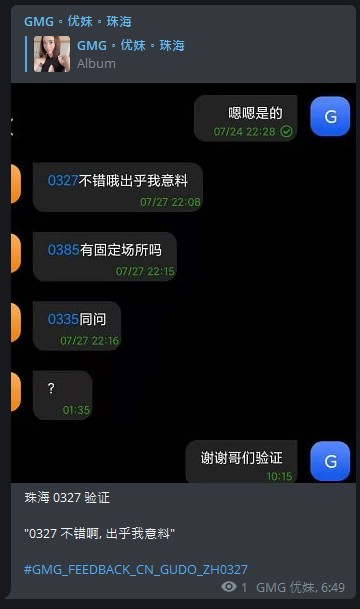 GMG • 优妹 • 珠海
GMG • 优妹 • 珠海
Album
嗯嗯是的
07/24 22:28
G
0327不错哦出乎我意料
07/27 22:08
0385有固定场所吗
07/27 22:15
0335同问
07/27 22:16
?
01:35
谢谢哥们验证
10:15
G
珠海 0327 验证
"0327 不错啊, 出乎我意料"
#GMG_FEEDBACK_CN_GUDO_ZH0327
1 GMG 优妹, 6:49